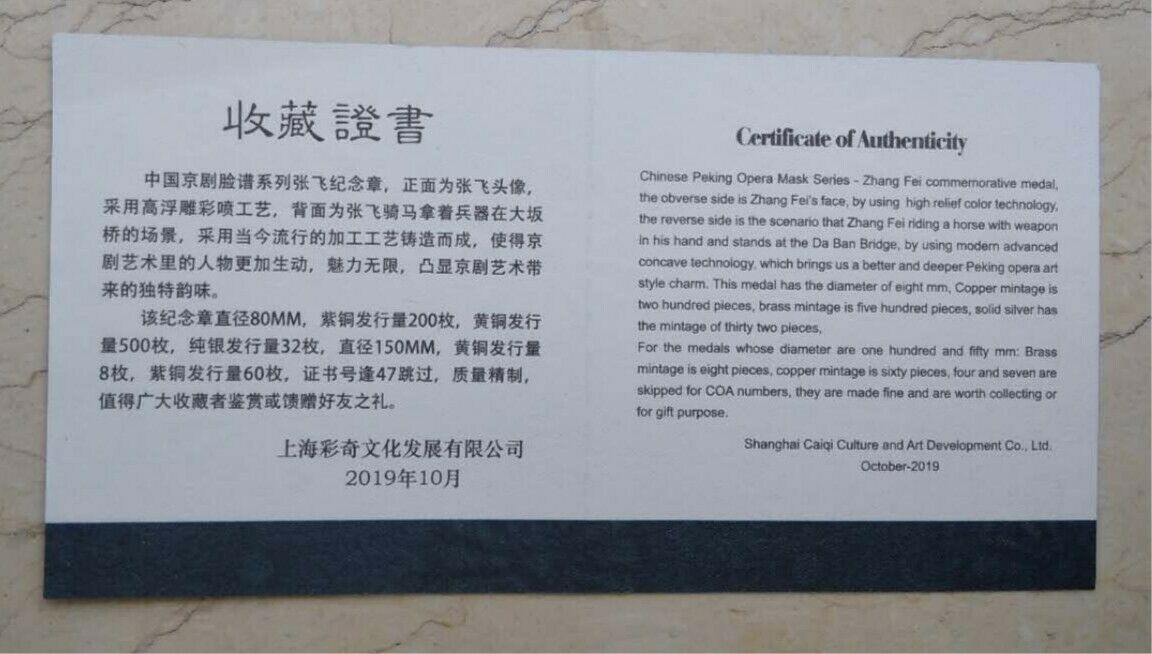 收藏證書
中国京剧脸谱系列张飞纪念章，正面为张飞头像，
采用高浮雕彩喷工艺，背面为张飞骑马拿着兵器在大坂
桥的场景，采用当今流行的加工工艺铸造而成，使得京
剧艺术里的人物更加生动，魅力无限，凸显京剧艺术带
来的独特韵味。
该纪念章直径80MM，紫铜发行量200枚，黄铜发行
量500枚，纯银发行量32枚，直径150MM，黄铜发行量
8枚，紫铜发行量60枚，证书号逢47跳过，质量精制，
值得广大收藏者鉴赏或馈赠好友之礼。
上海彩奇文化发展有限公司
2019年10月
Certificate of Authenticity
Chinese Peking Opera Mask Series - Zhang Fei commemorative medal,
the obverse side is Zhang Fei's face, by using high relief color technology,
the reverse side is the scenario that Zhang Fei riding a horse with weapon
in his hand and stands at the Da Ban Bridge, by using modern advanced
concave technology, which brings us a better and deeper Peking opera art
style charm. This medal has the diameter of eight mm, Copper mintage is
two hundred pieces, brass mintage is five hundred pieces, solid silver has
the mintage of thirty two pieces,
For the medals whose diameter are one hundred and fifty mm: Brass
mintage is eight pieces, copper mintage is sixty pieces, four and seven are
skipped for COA numbers, they are made fine and are worth collecting or
for gift purpose.
Shanghai Caiqi Culture and Art Development Co., Ltd.
October-2019